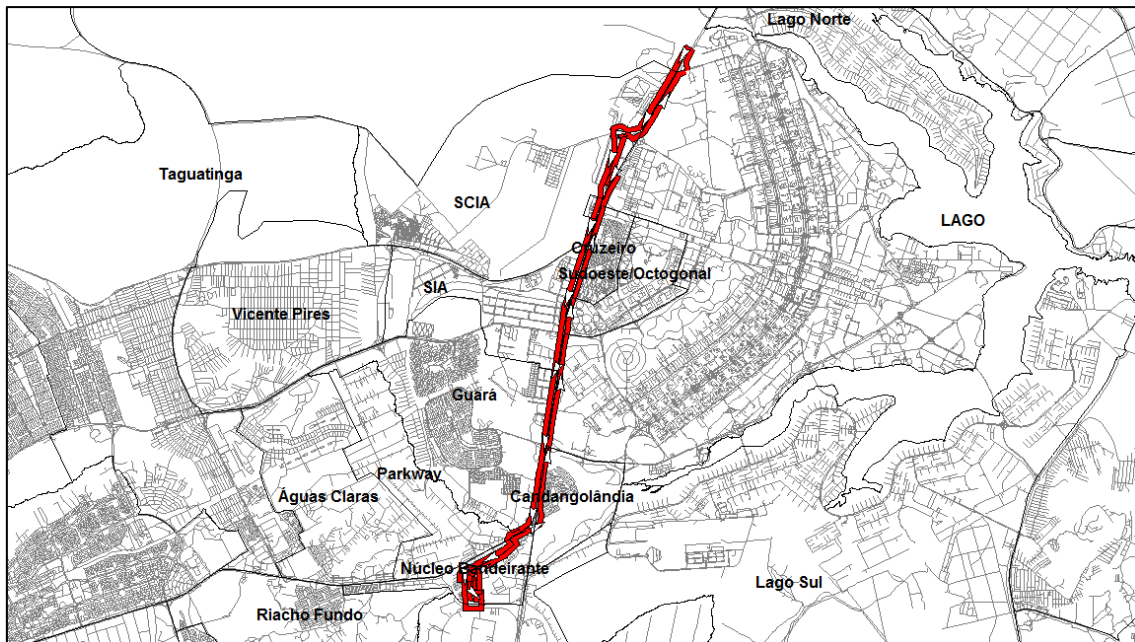 Lago Norte
Taguatinga
SCIA
LAGO
Cruzeiro
Sudoeste/Octogonal
SIA
Vicente Pires
Guará
Parkway
Águas Claras
Candangolândia
Núcleo Bandeirante
Lago Sul
Riacho Fundo